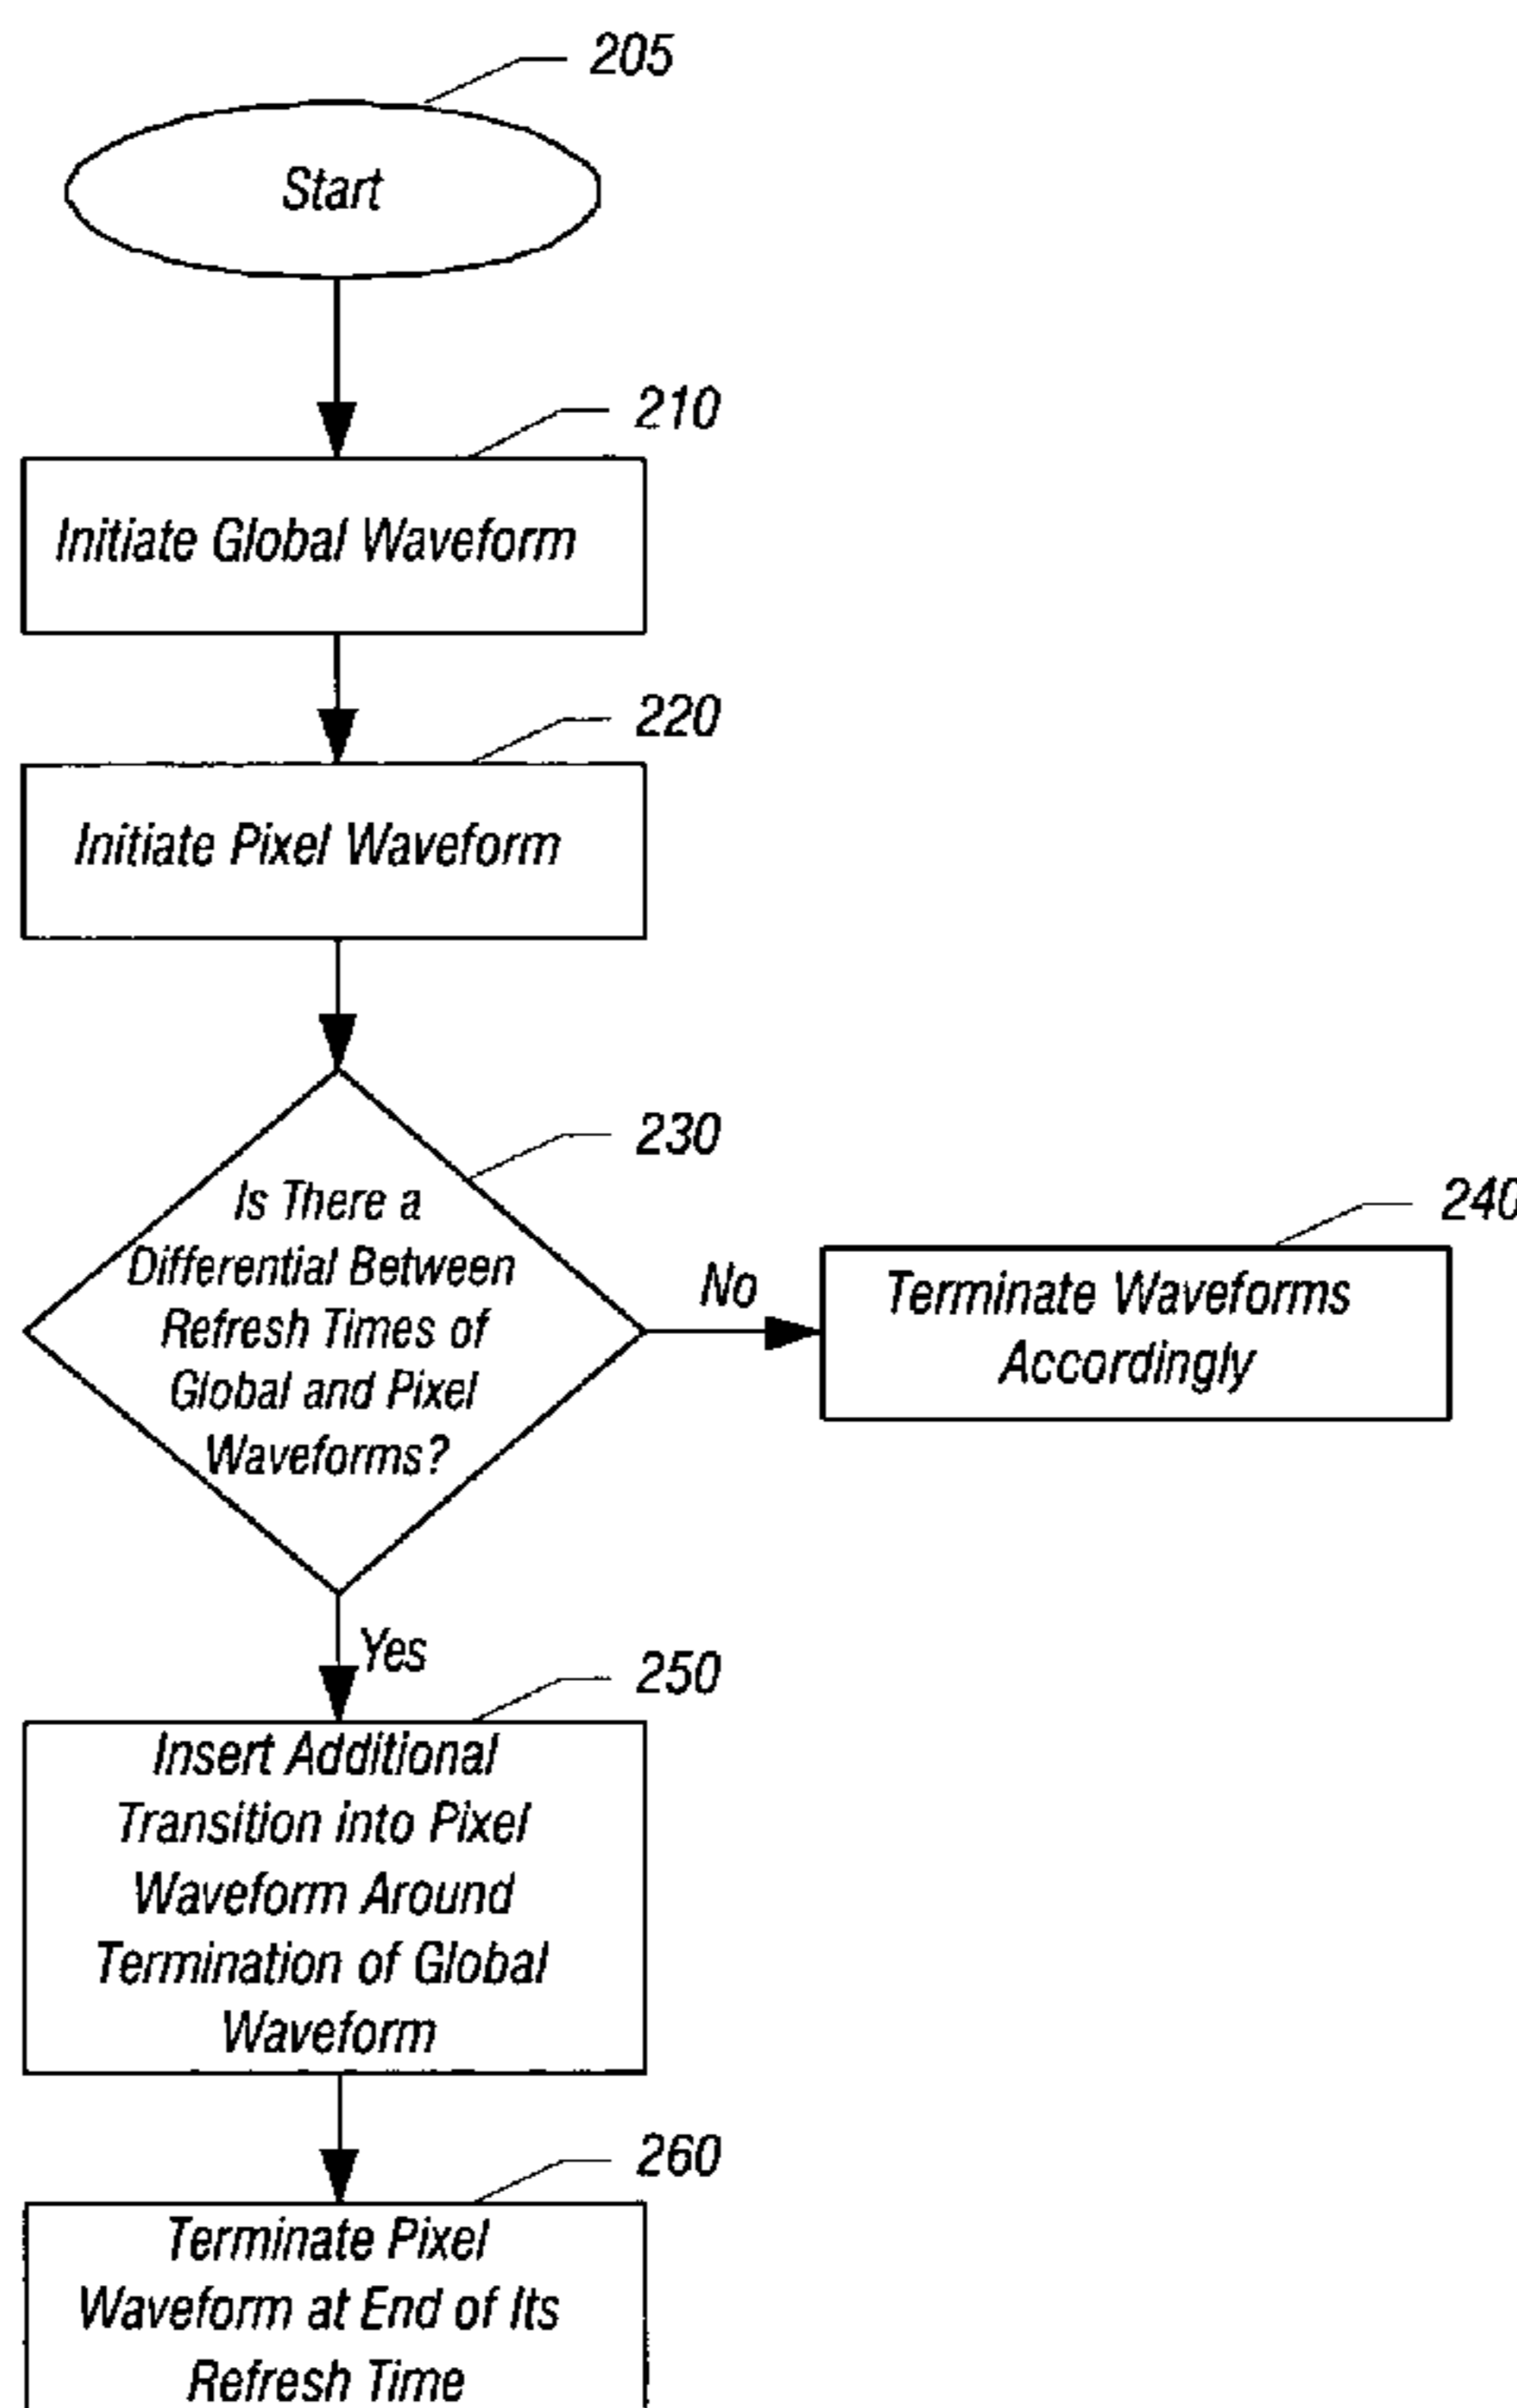 205
Start
210
Initiate Global Waveform
220
Initiate Pixel Waveform
230
Is There a
Differential Between
Refresh Times of
Global and Pixel
Waveforms?
No
240
Terminate Waveforms
Accordingly
Yes
250
Insert Additional
Transition into Pixel
Waveform Around
Termination of Global
Waveform
260
Terminate Pixel
Waveform at End of Its
Refresh Time